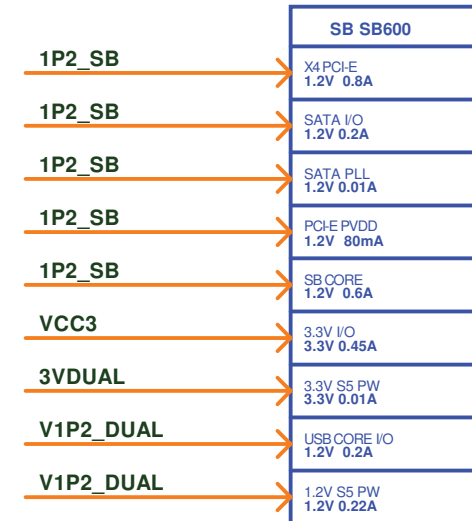 SB SB600
1P2_SB
X4 PCI-E
1.2V 0.8A
1P2_SB
SATA I/O
1.2V 0.2A
1P2_SB
SATA PLL
1.2V 0.01A
1P2_SB
PCI-E PVDD
1.2V 80mA
1P2_SB
SB CORE
1.2V 0.6A
VCC3
3.3V I/O
3.3V 0.45A
3VDUAL
3.3V S5 PW
3.3V 0.01A
V1P2_DUAL
USB CORE I/O
1.2V 0.2A
V1P2_DUAL
1.2V S5 PW
1.2V 0.22A